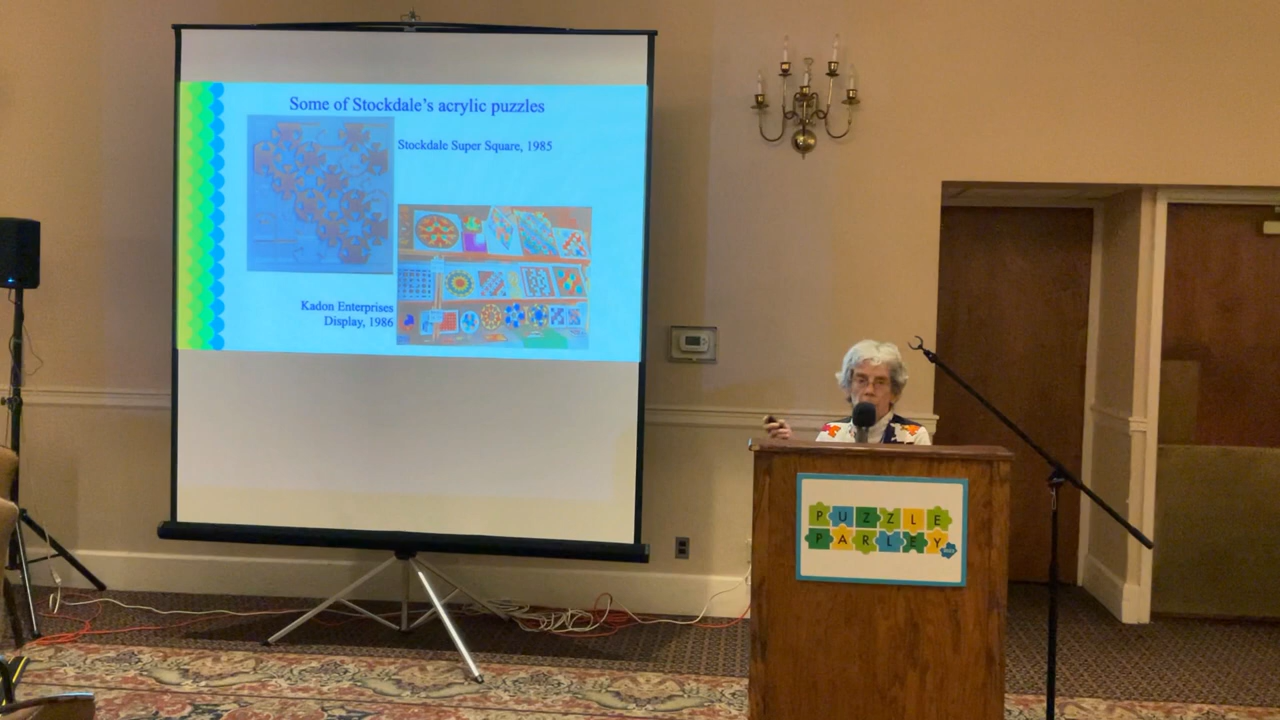 Some of Stockdale's acrylic puzzles
Stockdale Super Square, 1985
Kadon Enterprises
Display, 1986
PUZZLE
PARLEY